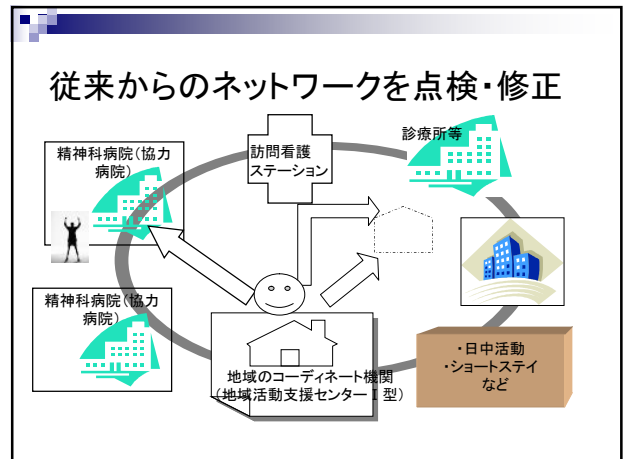 従来からのネットワークを点検・修正
精神科病院(協力
病院)
訪問看護
ステーション
診療所等
精神病院(協力
病院)
・日中活動
・ショートステイ
など
地域のコーディネート機関
(地域活動支援センターⅠ型)